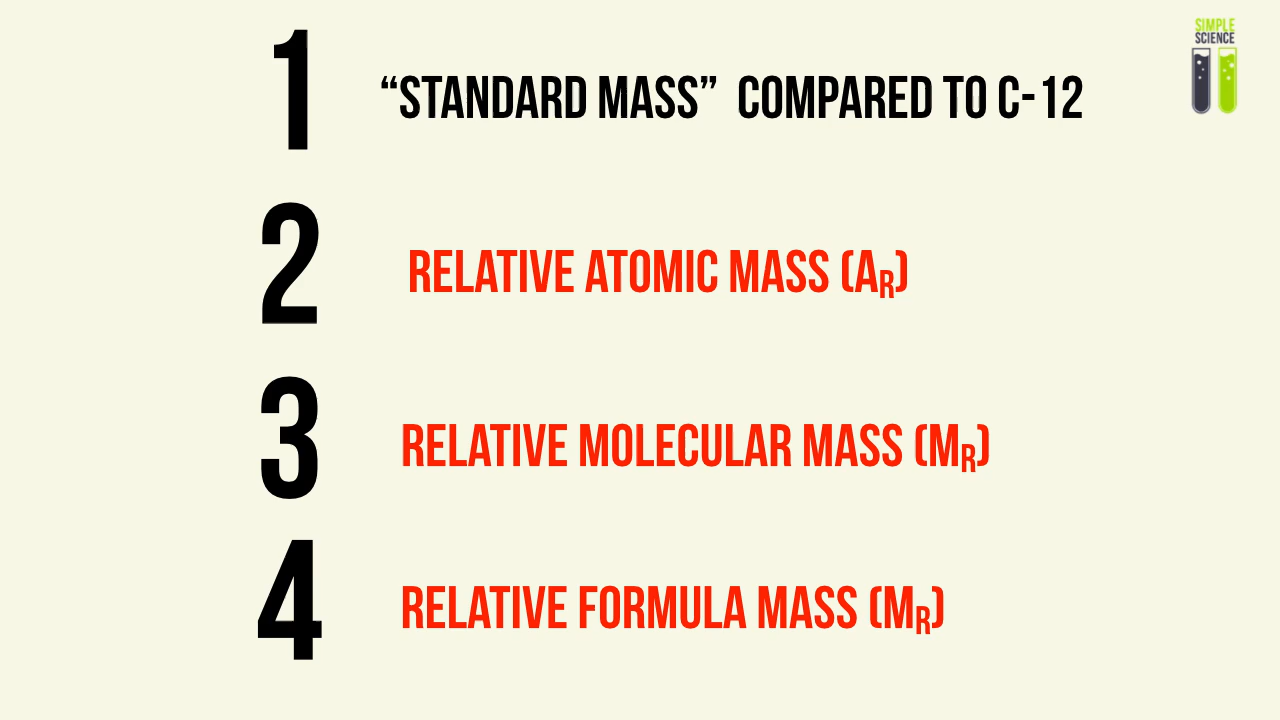 SIMPLE
SCIENCE
1 “STANDARD MASS” COMPARED TO C-12
2 RELATIVE ATOMIC MASS (AR)
3 RELATIVE MOLECULAR MASS (MR)
4 RELATIVE FORMULA MASS (MR)